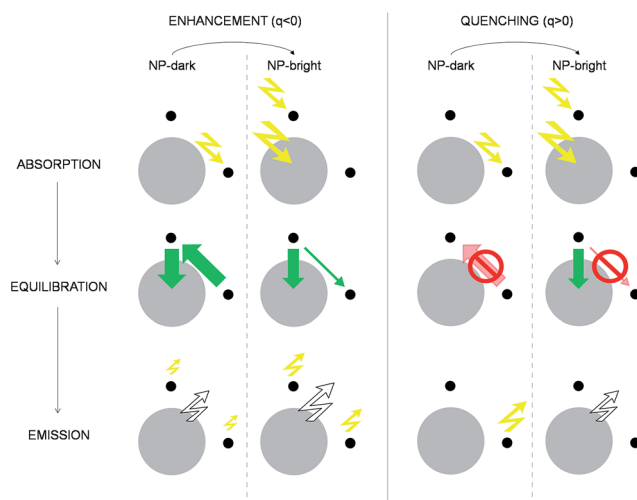 ENHANCEMENT (q<0)
QUENCHING (q>0)
NP-dark
NP-bright
NP-dark
NP-bright
ABSORPTION
EQUILIBRATION
EMISSION